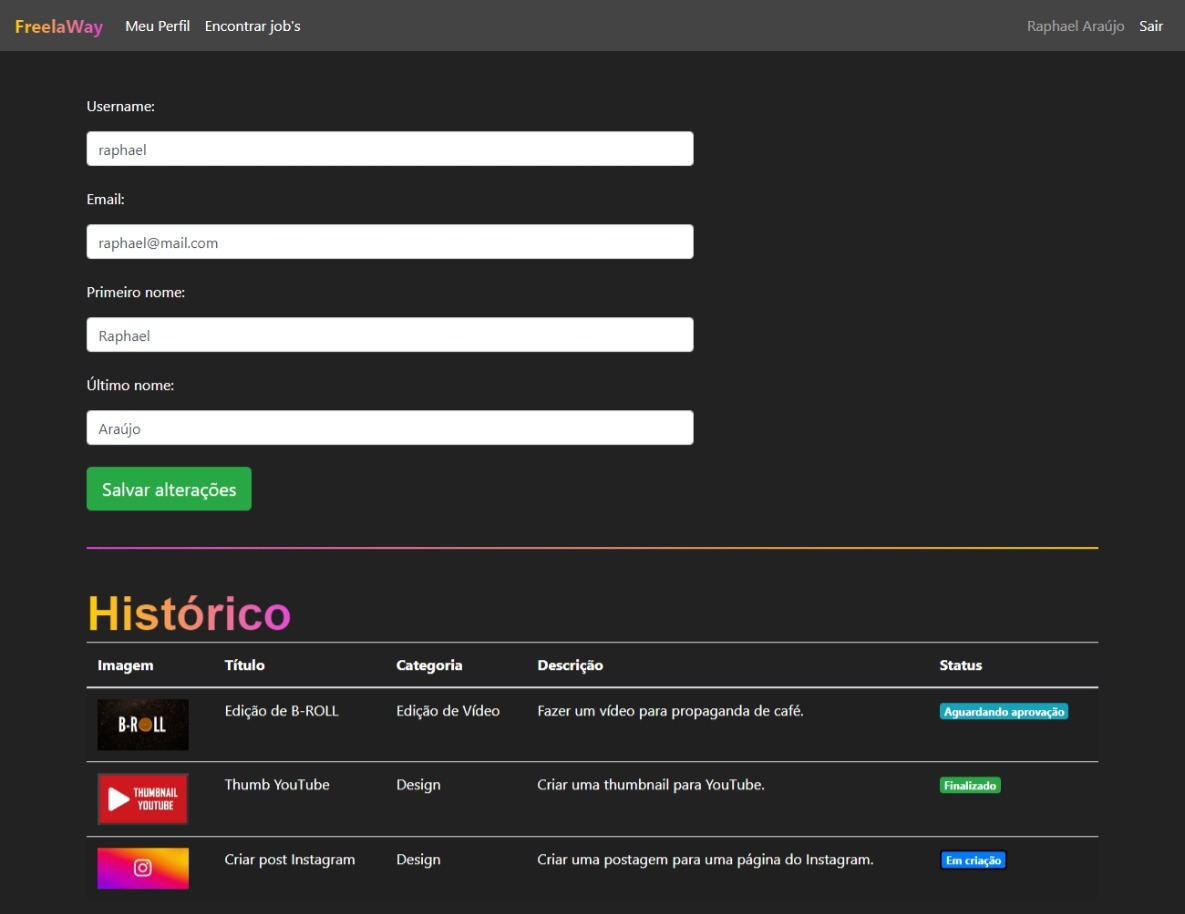 FreelaWay Meu Perfil Encontrar job's Raphael Araújo Sair
Username:
raphael
Email:
raphael@mail.com
Primeiro nome:
Raphael
Último nome:
Araújo
Salvar alterações
Histórico
Imagem Título Categoria Descrição Status
B-ROLL Edição de B-ROLL Edição de Vídeo Fazer um vídeo para propaganda de café. Aguardando aprovação
THUMBNAIL
YOUTUBE
Thumb YouTube Design Criar uma thumbnail para YouTube. Finalizado
Criar post Instagram Design Criar uma postagem para uma página do Instagram. Em criação